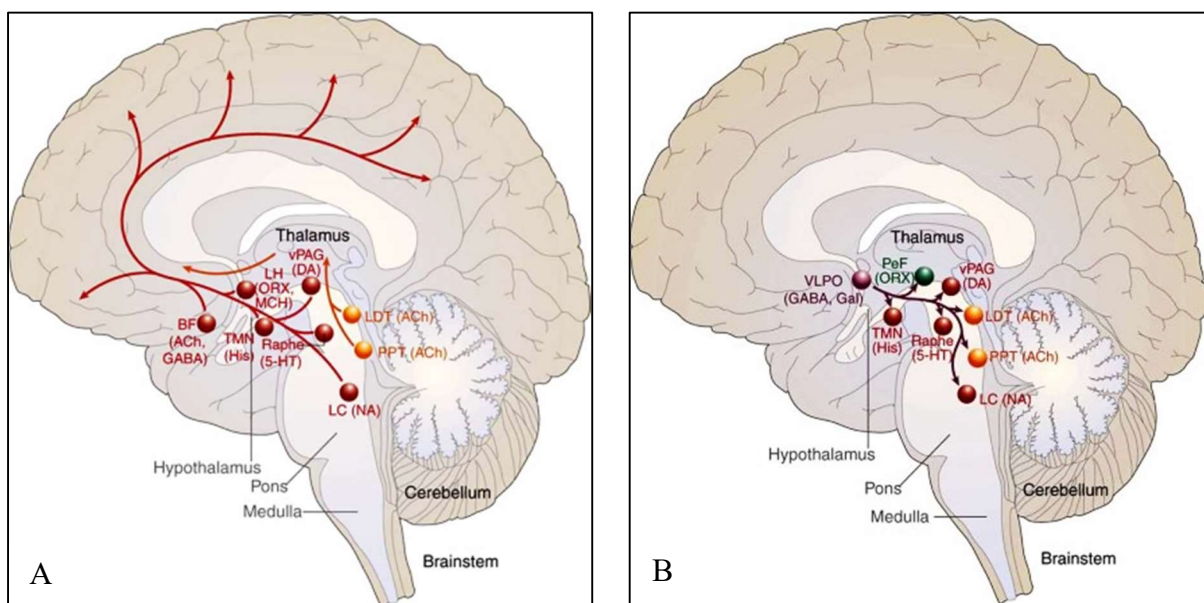 Thalamus
vPAG
(DA)
LH
(ORX,
MCH)
BF
(ACh,
GABA)
TMN
(His)
Raphe
(5-HT)
LDT (ACh)
PPT (ACh)
LC (NA)
Hypothalamus
Pons
Medulla
Cerebellum
Brainstem
A
Thalamus
PeF
(ORX)
vPAG
(DA)
VLPO
(GABA, Gal)
LDT (ACh)
TMN
(His)
Raphe
(5-HT)
PPT (ACh)
LC (NA)
Hypothalamus
Pons
Medulla
Cerebellum
Brainstem
B